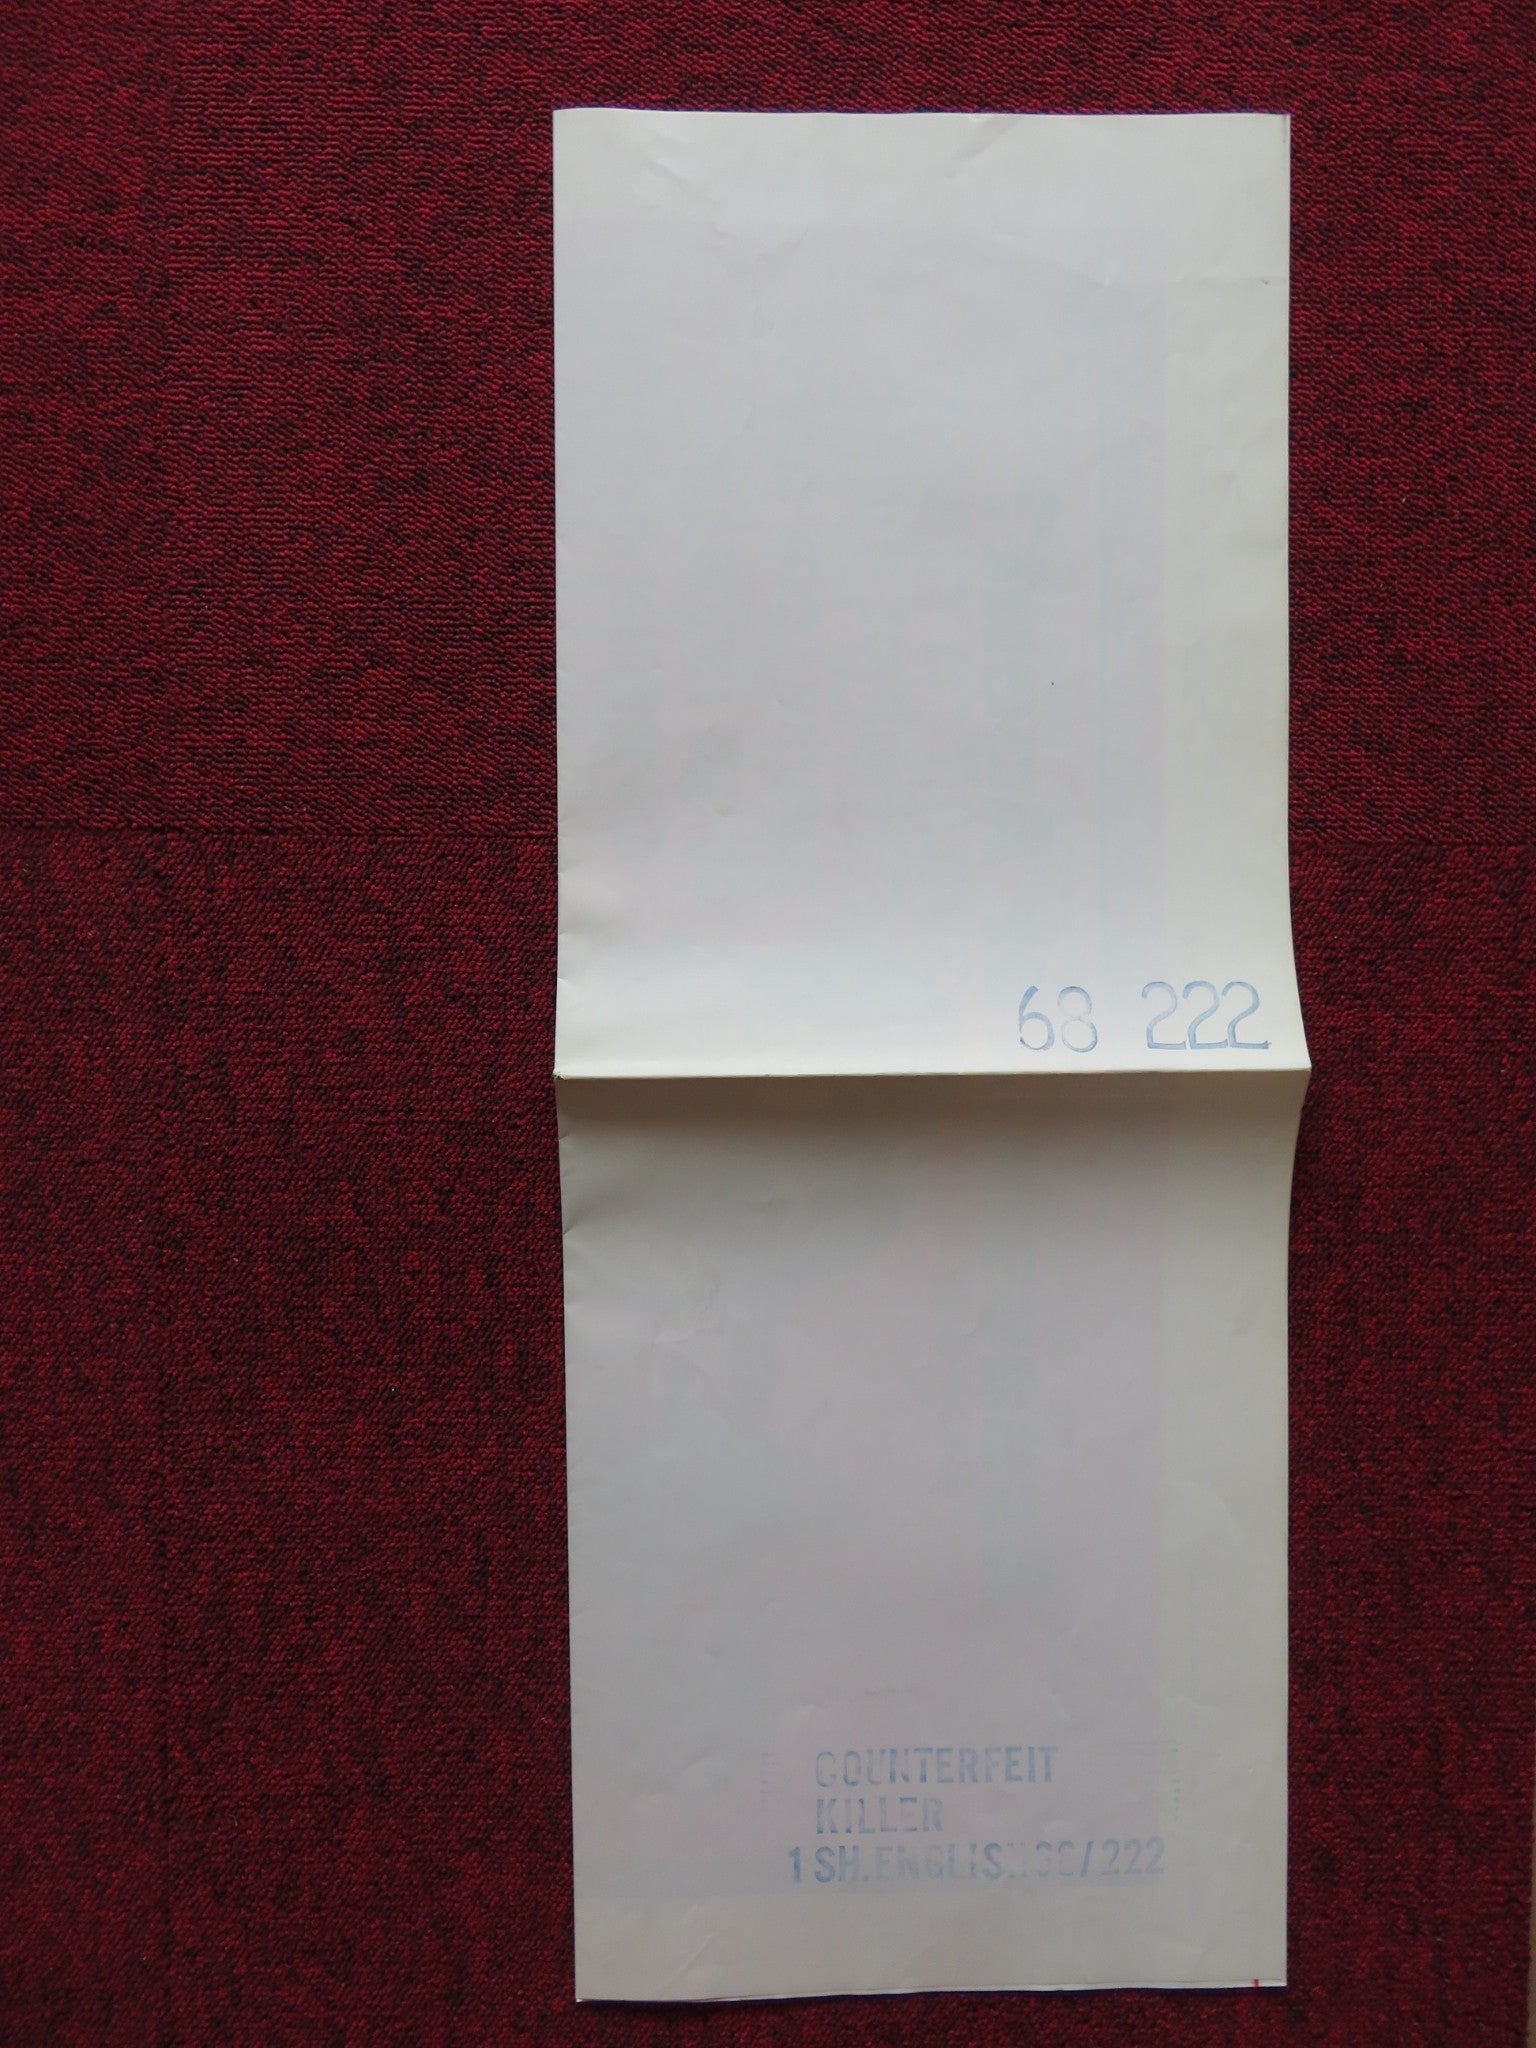 68 222
COUNTERFEIT
KILLER
1 SH. ENGLISH 68/222